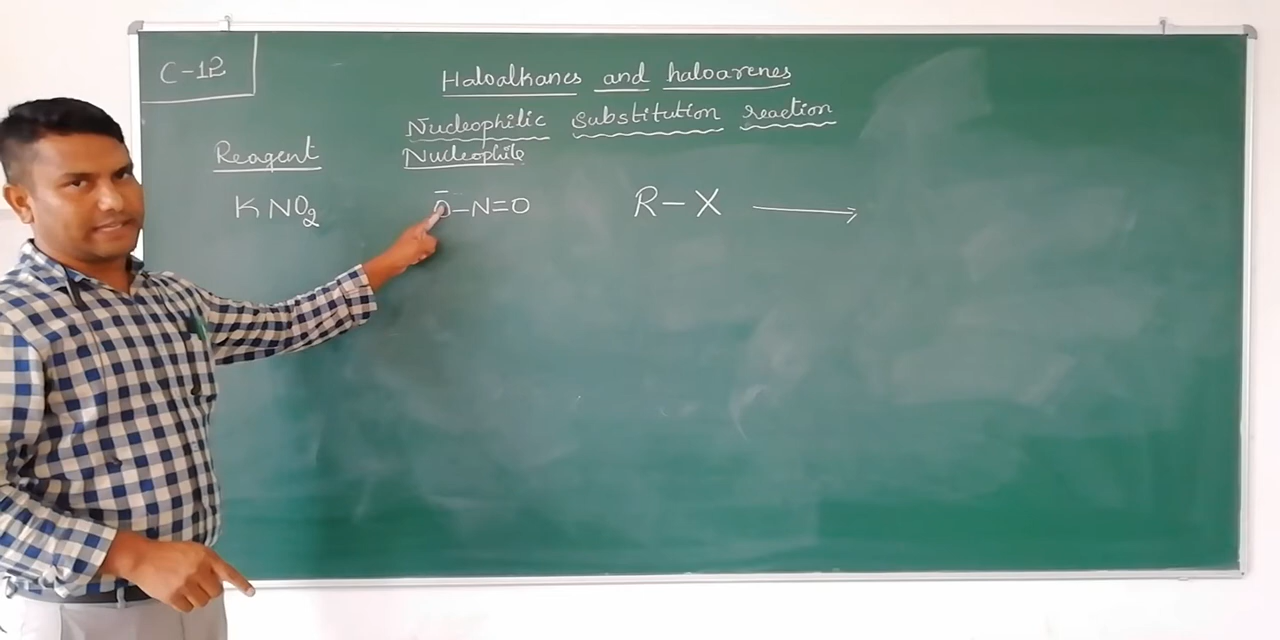 C-12
Haloalkanes and haloarenes
Nucleophilic substitution reaction
Reagent Nucleophile
KNO₂ Ō–N=O R–X ⟶